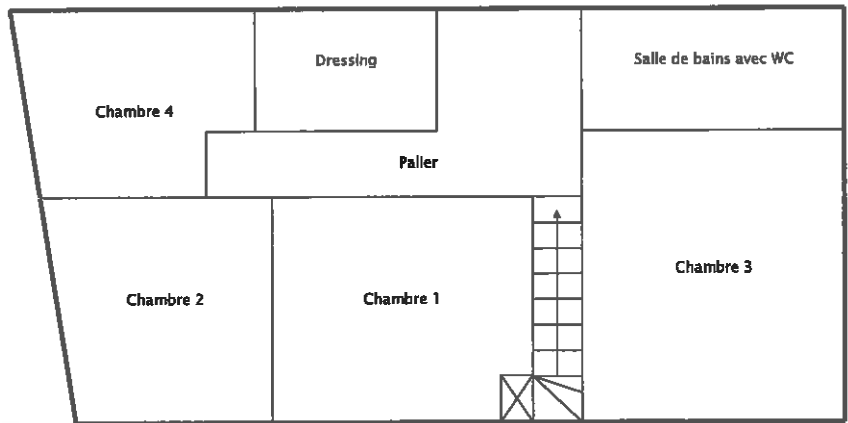 Dressing
Salle de bains avec WC
Chambre 4
Palier
Chambre 3
Chambre 2
Chambre 1